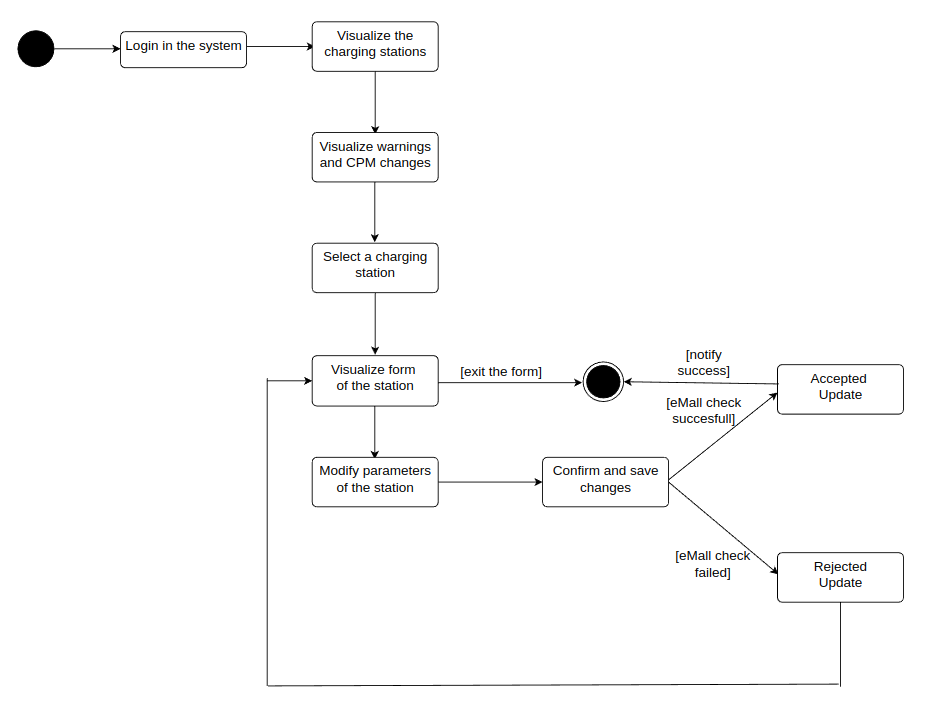 Login in the system
Visualize the
charging stations
Visualize warnings
and CPM changes
Select a charging
station
Visualize form
of the station
[exit the form]
[notify
success]
Accepted
Update
[eMall check
succesfull]
Modify parameters
of the station
Confirm and save
changes
[eMall check
failed]
Rejected
Update